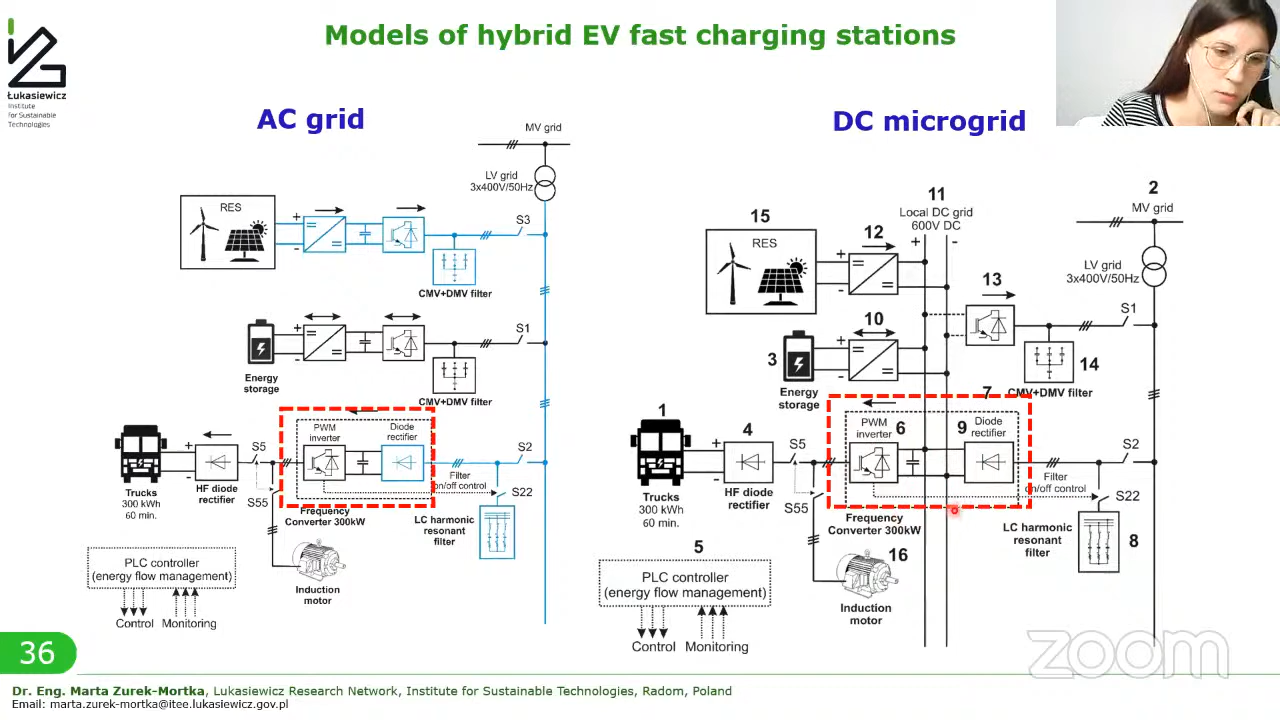 Models of hybrid EV fast charging stations
Łukasiewicz
Institute
for Sustainable
Technologies
AC grid
MV grid
LV grid
3x400V/50Hz
RES
+
-
S3
CMV+DMV filter
+
-
S1
Energy
storage
CMV+DMV filter
PWM
inverter
Diode
rectifier
+
-
S5
S2
Trucks
300 kWh
60 min.
HF diode
rectifier
S55
Filter
on/off control
S22
Frequency
Converter 300kW
LC harmonic
resonant
filter
PLC controller
(energy flow management)
Control
Monitoring
Induction
motor
DC microgrid
2
MV grid
LV grid
3x400V/50Hz
11
Local DC grid
600V DC
+ -
15
RES
12
+
-
13
S1
10
3
+
-
Energy
storage
14
CMV+DMV filter
7
1
PWM
inverter
6
9
Diode
rectifier
4
+
-
S5
S2
Trucks
300 kWh
60 min.
HF diode
rectifier
S55
Filter
on/off control
S22
Frequency
Converter 300kW
LC harmonic
resonant
filter
8
5
PLC controller
(energy flow management)
Control
Monitoring
16
Induction
motor
36
zoom
Dr. Eng. Marta Zurek-Mortka, Lukasiewicz Research Network, Institute for Sustainable Technologies, Radom, Poland
Email: marta.zurek-mortka@itee.lukasiewicz.gov.pl